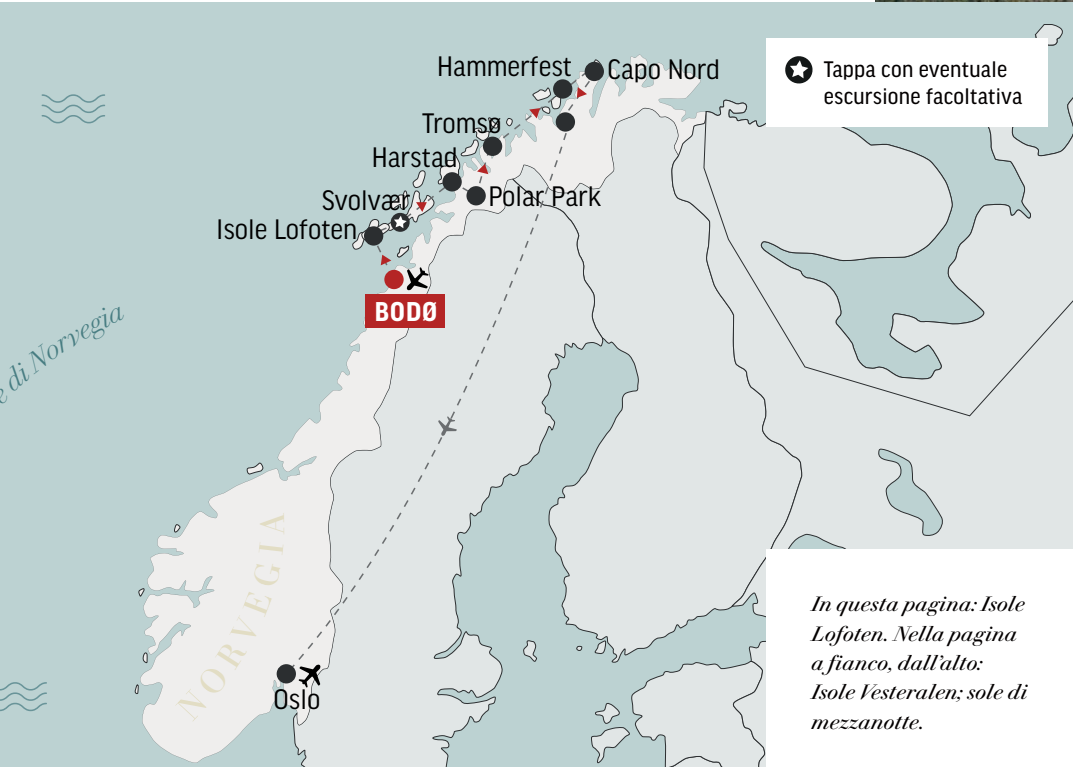 Hammerfest
Capo Nord
Tappa con eventuale
escursione facoltativa
Tromsø
Harstad
Svolvær
Polar Park
Isole Lofoten
BODØ
e di Norvegia
NORVEGIA
Oslo
In questa pagina: Isole
Lofoten. Nella pagina
a fianco, dall'alto:
Isole Vesteralen; sole di
mezzanotte.